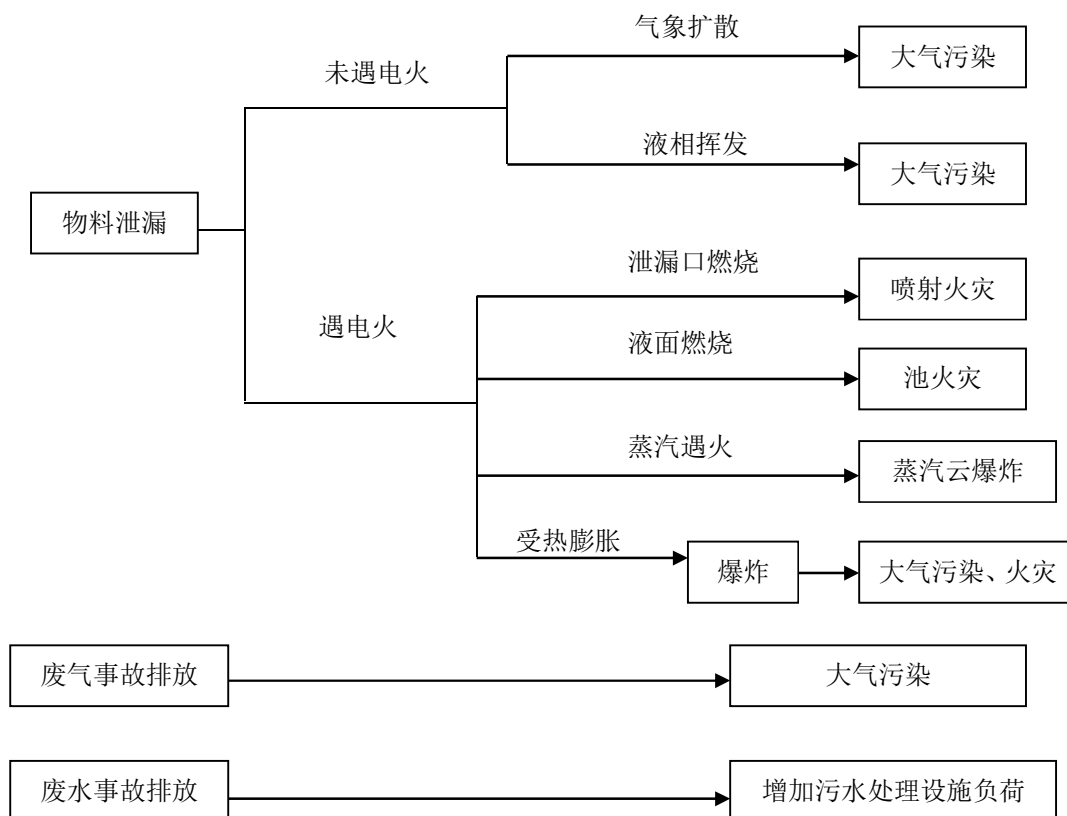 气象扩散
大气污染
未遇电火
液相挥发
大气污染
物料泄漏
泄漏口燃烧
喷射火灾
遇电火
液面燃烧
池火灾
蒸汽遇火
蒸汽云爆炸
受热膨胀
爆炸
大气污染、火灾
废气事故排放
大气污染
废水事故排放
增加污水处理设施负荷